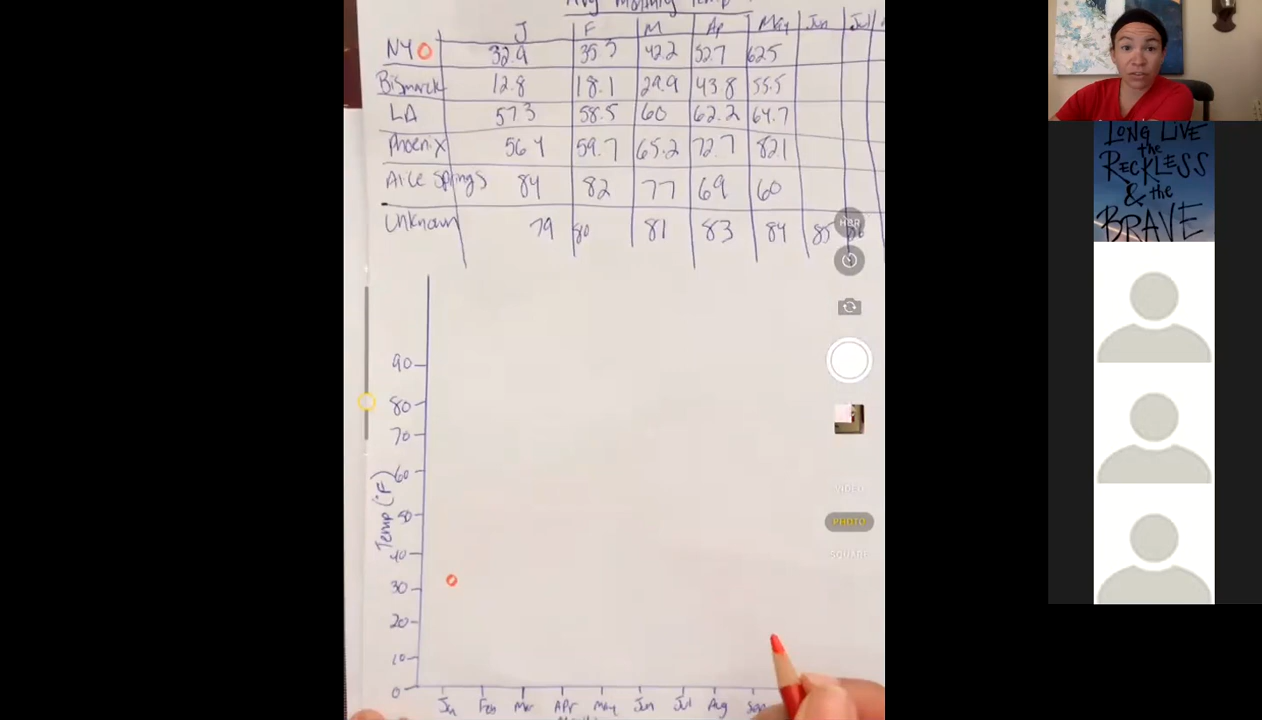 Avg Monthly Temp
J F M Ap May Jun Jul
NY 32.9 35.3 42.2 52.7 62.5
Bismarck 12.8 18.1 29.9 43.8 55.5
LA 57.3 58.5 60 62.2 64.7
Phoenix 56.4 59.7 65.2 72.7 82.1
Alice Springs 84 82 77 69 60
Unknown 79 80 81 83 84 85
90
80
70
60
50
40
30
20
10
0
Temp (°F)
Jan Feb Mar Apr May Jun Jul Aug Sep
HDR
VIDEO
PHOTO
SQUARE
LONG LIVE
the
RECKLESS
& the
BRAVE